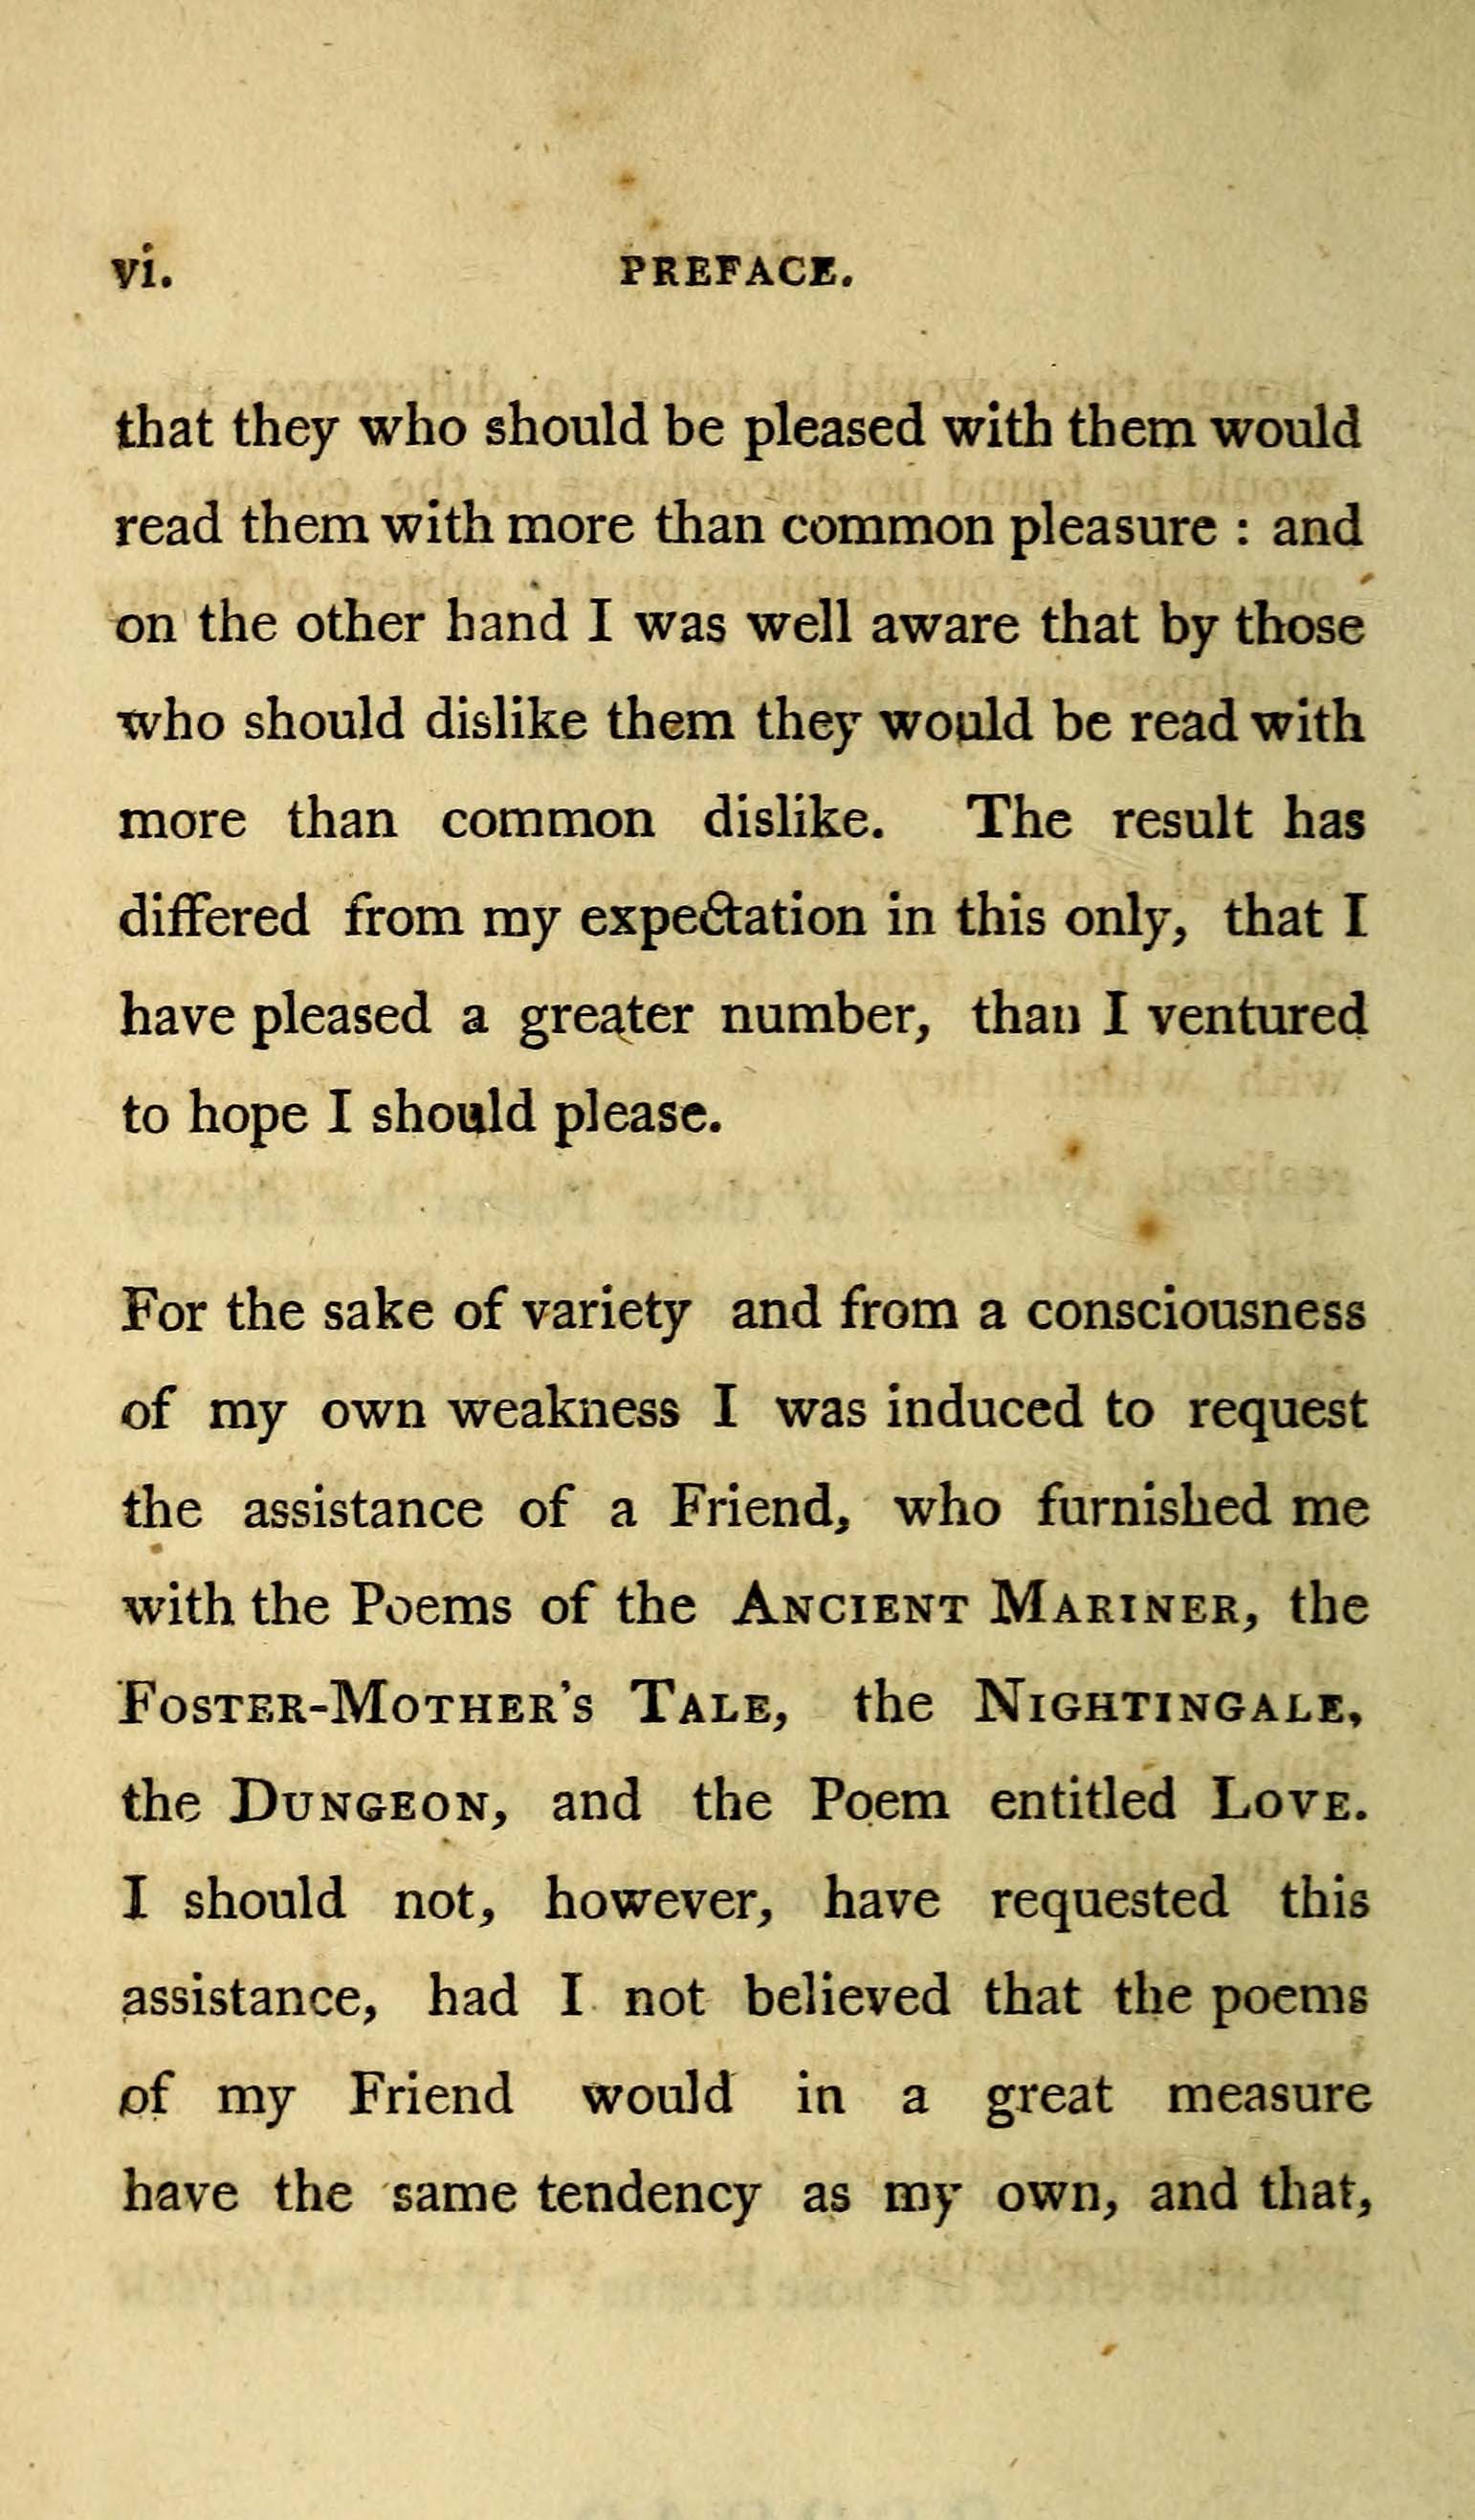 vi. PREFACE.
that they who should be pleased with them would
read them with more than common pleasure : and
on the other hand I was well aware that by those
who should dislike them they would be read with
more than common dislike. The result has
differed from my expectation in this only, that I
have pleased a greater number, than I ventured
to hope I should please.
For the sake of variety and from a consciousness
of my own weakness I was induced to request
the assistance of a Friend, who furnished me
with the Poems of the ANCIENT MARINER, the
FOSTER-MOTHER'S TALE, the NIGHTINGALE,
the DUNGEON, and the Poem entitled LOVE.
I should not, however, have requested this
assistance, had I not believed that the poems
of my Friend would in a great measure
have the same tendency as my own, and that,